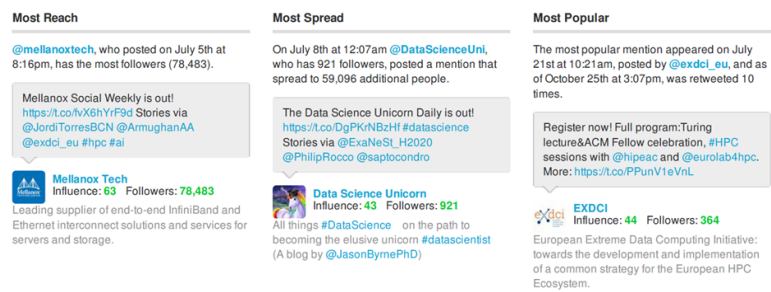 Most Reach
@mellanoxtech, who posted on July 5th at
8:16pm, has the most followers (78,483).
Mellanox Social Weekly is out!
https://t.co/fvX6hYrF9d Stories via
@JordiTorresBCN @ArmughanAA
@exdci_eu #hpc #ai
Mellanox
Mellanox Tech
Influence: 63 Followers: 78,483
Leading supplier of end-to-end InfiniBand and
Ethernet interconnect solutions and services for
servers and storage.
Most Spread
On July 8th at 12:07am @DataScienceUni,
who has 921 followers, posted a mention that
spread to 59,096 additional people.
The Data Science Unicorn Daily is out!
https://t.co/DgPKrNBzHf #datascience
Stories via @ExaNeSt_H2020
@PhilipRocco @saptocondro
Data Science Unicorn
Influence: 43 Followers: 921
All things #DataScience on the path to
becoming the elusive unicorn #datascientist
(A blog by @JasonByrnePhD)
Most Popular
The most popular mention appeared on July
21st at 10:21am, posted by @exdci_eu, and as
of October 25th at 3:07pm, was retweeted 10
times.
Register now! Full program:Turing
lecture&ACM Fellow celebration, #HPC
sessions with @hipeac and @eurolab4hpc.
More: https://t.co/PPunV1eVnL
exdci
EXDCI
Influence: 44 Followers: 364
European Extreme Data Computing Initiative:
towards the development and implementation
of a common strategy for the European HPC
Ecosystem.